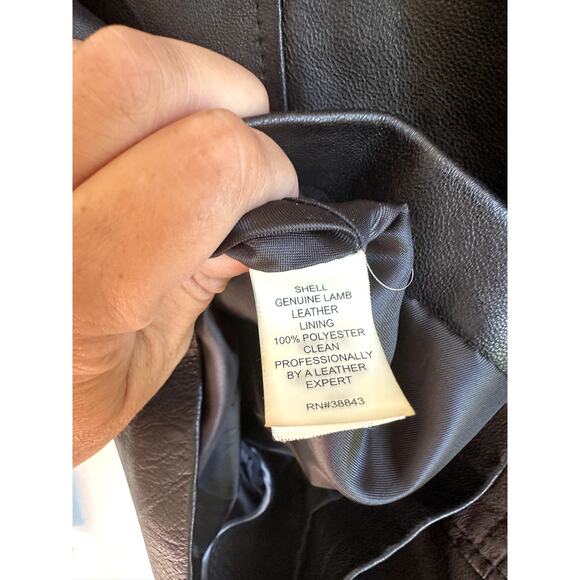 SHELL
GENUINE LAMB
LEATHER
LINING
100% POLYESTER
CLEAN
PROFESSIONALLY
BY A LEATHER
EXPERT
RN#38843